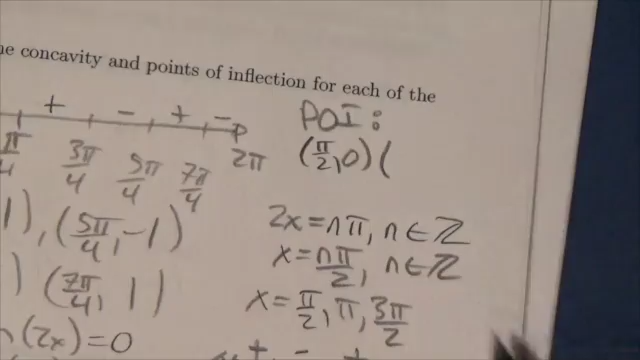 e concavity and points of inflection for each of the
+ - + -
π/4 3π/4 5π/4 7π/4 2π
POI:
(π/2, 0) (
), (5π/4, -1)
) (7π/4, 1)
2x = nπ, n ∈ ℤ
x = nπ/2, n ∈ ℤ
x = π/2, π, 3π/2
(2x) = 0
+ - +